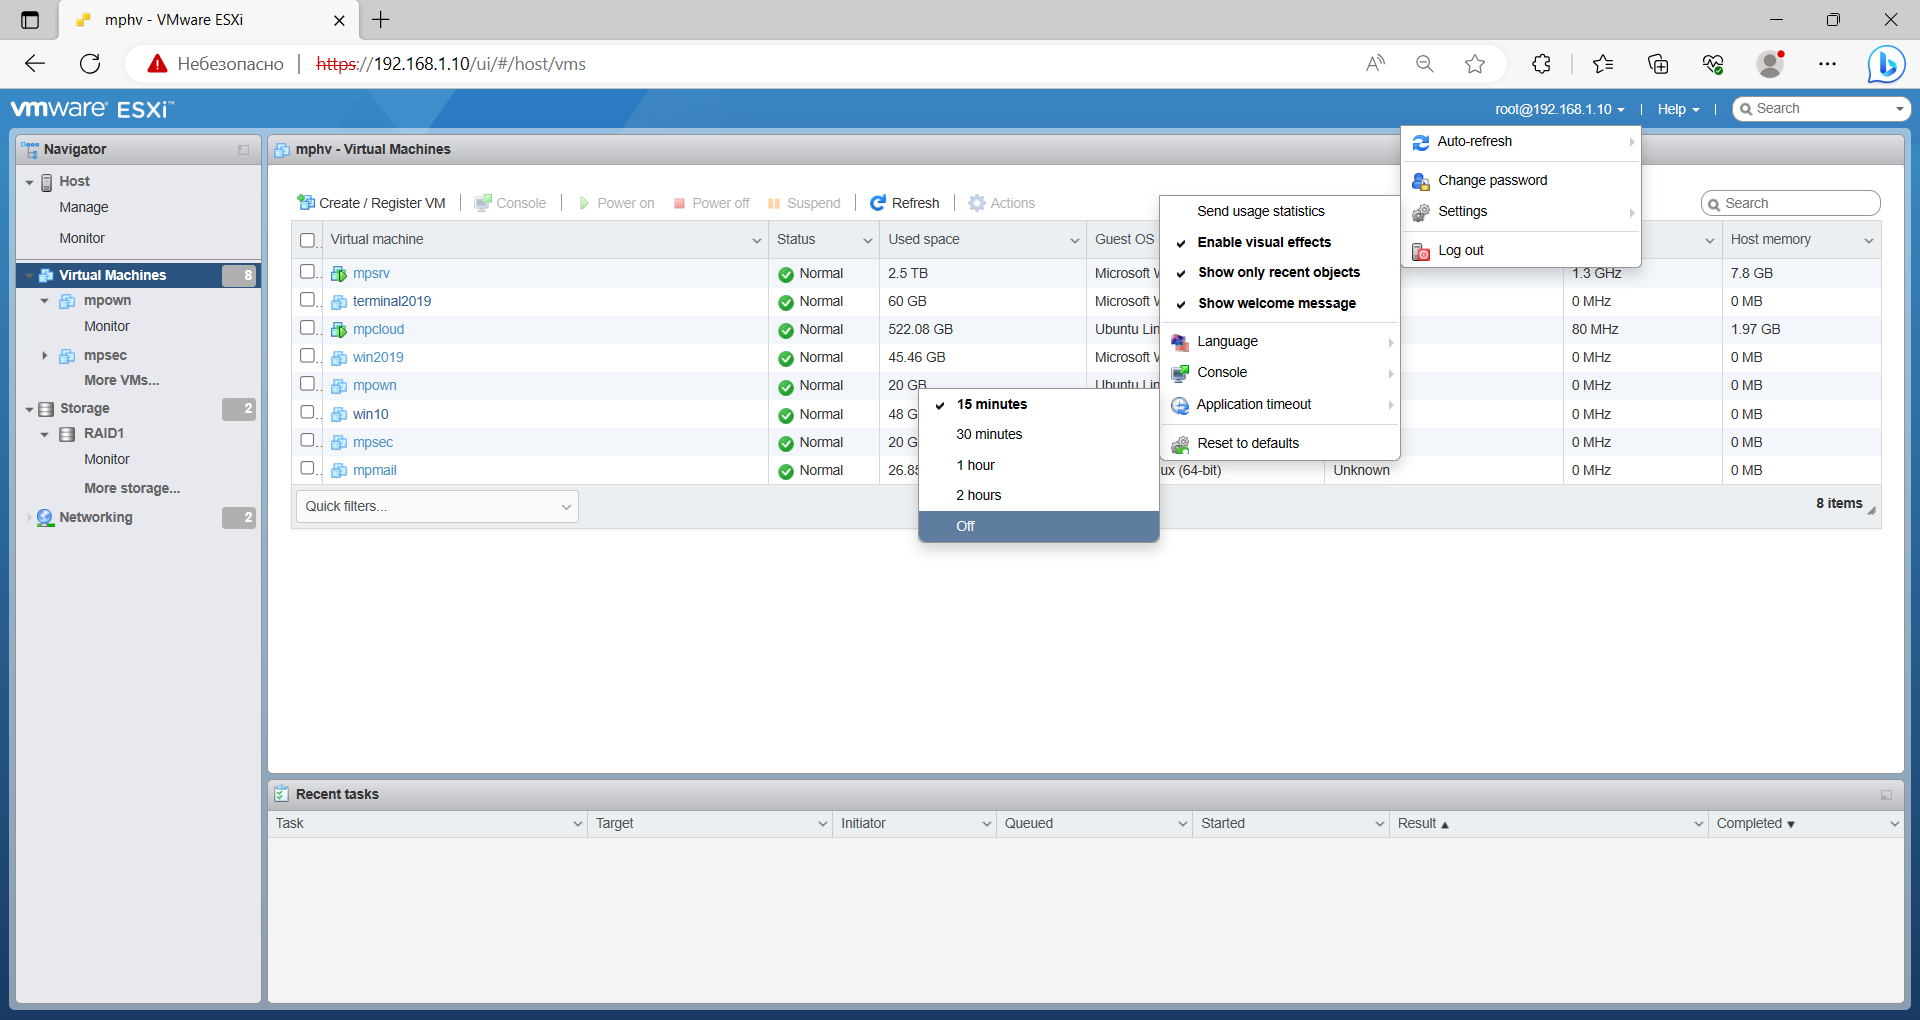 mphv - VMware ESXi
Небезопасно
https://192.168.1.10/ui/#/host/vms
vmware ESXi™
root@192.168.1.10
Help
Search
Navigator
Host
Manage
Monitor
Virtual Machines 8
mpown
Monitor
mpsec
More VMs...
Storage 2
RAID1
Monitor
More storage...
Networking 2
mphv - Virtual Machines
Create / Register VM
Console
Power on
Power off
Suspend
Refresh
Actions
Search
Virtual machine Status Used space Guest OS Host memory
mpsrv Normal 2.5 TB Microsoft 1.3 GHz 7.8 GB
terminal2019 Normal 60 GB Microsoft 0 MHz 0 MB
mpcloud Normal 522.08 GB Ubuntu Lin 80 MHz 1.97 GB
win2019 Normal 45.46 GB Microsoft 0 MHz 0 MB
mpown Normal 20 GB Ubuntu Lin 0 MHz 0 MB
win10 Normal 48 G 0 MHz 0 MB
mpsec Normal 20 G 0 MHz 0 MB
mpmail Normal 26.85 ux (64-bit) Unknown 0 MHz 0 MB
Quick filters...
8 items
Auto-refresh
Change password
Settings
Log out
Send usage statistics
Enable visual effects
Show only recent objects
Show welcome message
Language
Console
Application timeout
Reset to defaults
15 minutes
30 minutes
1 hour
2 hours
Off
Recent tasks
Task Target Initiator Queued Started Result Completed